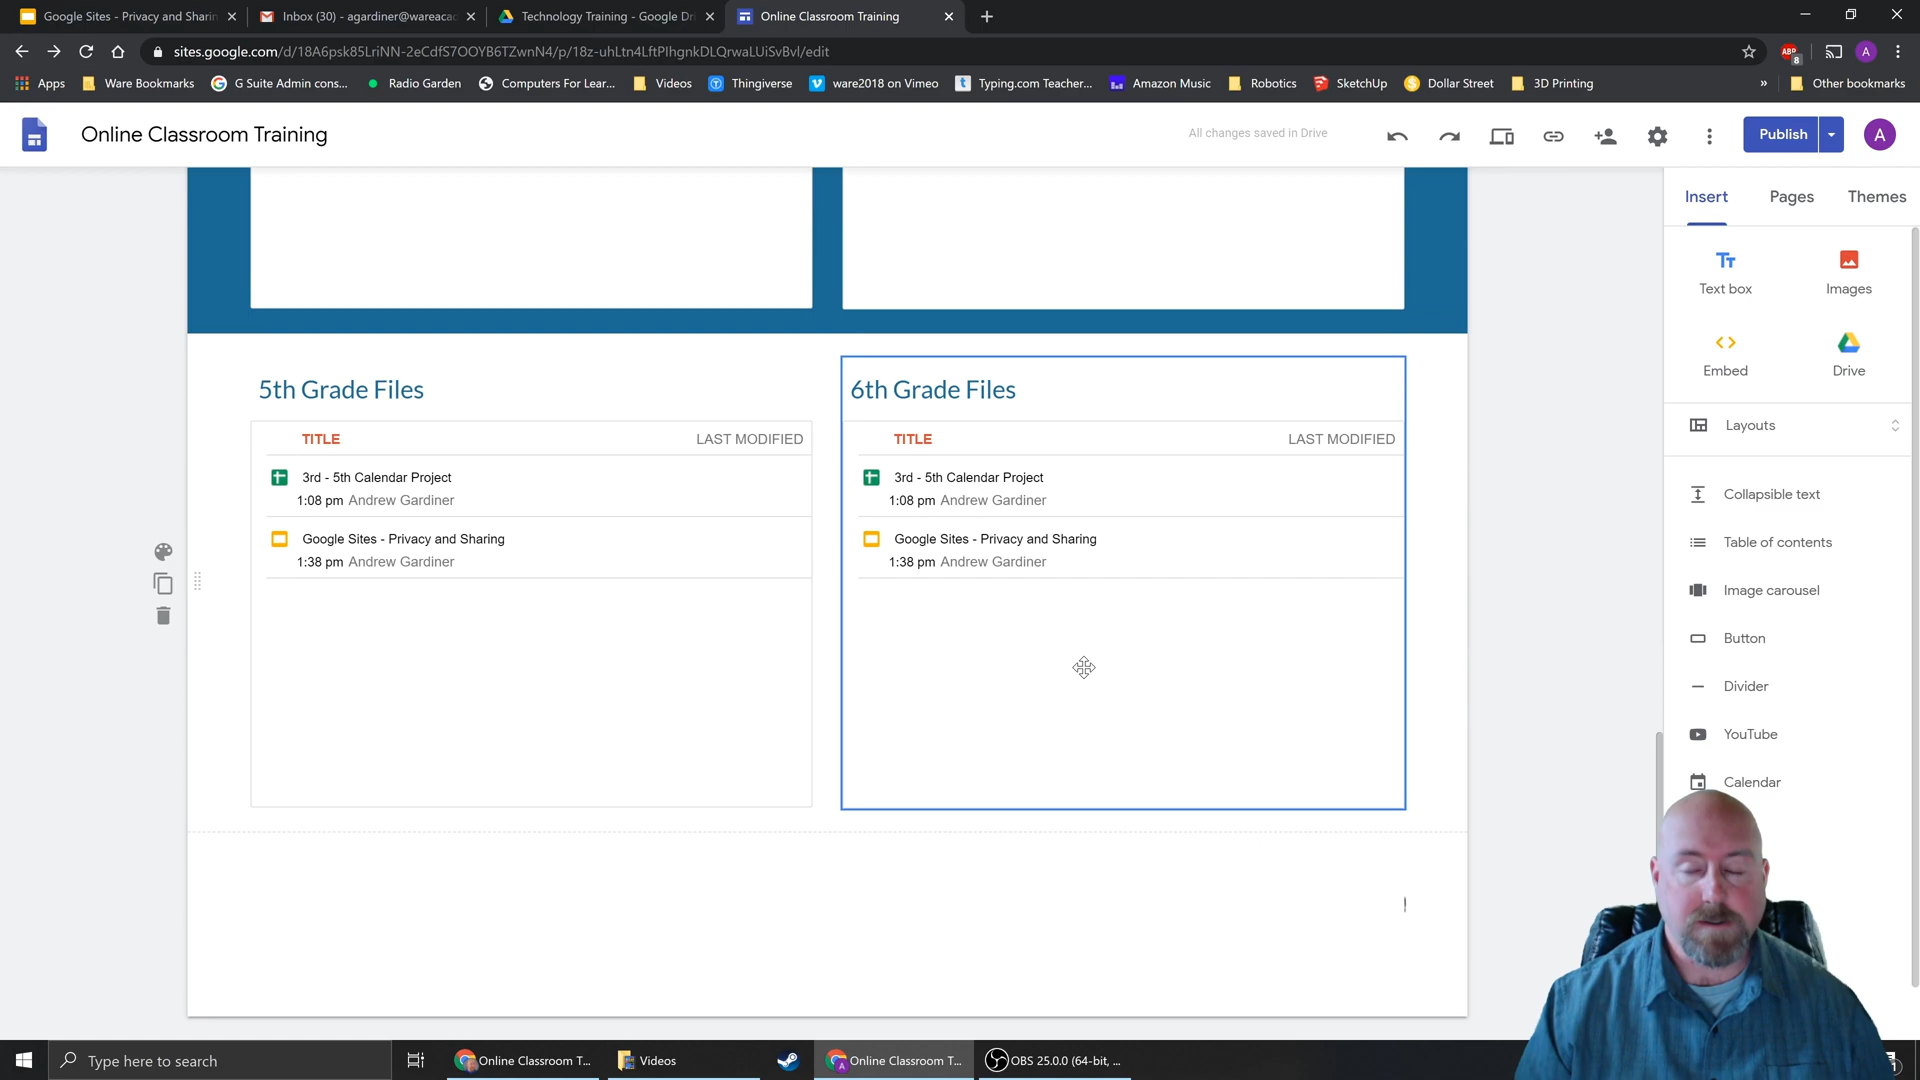 Google Sites - Privacy and Sharin
Inbox (30) - agardiner@wareaca
Technology Training - Google Dri
Online Classroom Training
sites.google.com/d/18A6psk85LriNN-2eCdfS7OOYB6TZwnN4/p/18z-uhLtn4LftPIhgnkDLQrwaLUiSvBvl/edit
ABP
8
A
Apps
Ware Bookmarks
G Suite Admin cons...
Radio Garden
Computers For Lear...
Videos
Thingiverse
ware2018 on Vimeo
Typing.com Teacher...
Amazon Music
Robotics
SketchUp
Dollar Street
3D Printing
»
Other bookmarks
Online Classroom Training
All changes saved in Drive
Publish
A
Insert
Pages
Themes
Text box
Images
Embed
Drive
Layouts
Collapsible text
Table of contents
Image carousel
Button
Divider
YouTube
Calendar
5th Grade Files
TITLE LAST MODIFIED
3rd - 5th Calendar Project
1:08 pm Andrew Gardiner
Google Sites - Privacy and Sharing
1:38 pm Andrew Gardiner
6th Grade Files
TITLE LAST MODIFIED
3rd - 5th Calendar Project
1:08 pm Andrew Gardiner
Google Sites - Privacy and Sharing
1:38 pm Andrew Gardiner
Type here to search
Online Classroom T...
Videos
Online Classroom T...
OBS 25.0.0 (64-bit, ...